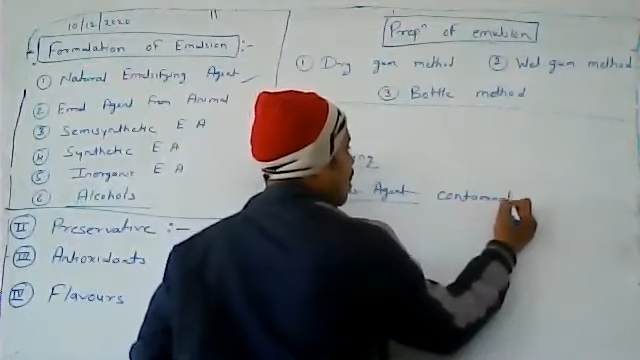 10/12/2020
Formulation of Emulsion :-
① Natural Emulsifying Agent
② Emul Agent from Animal
③ Semisynthetic E A
④ Synthetic E A
⑤ Inorganic E A
⑥ Alcohols
II Preservative :-
III Antioxidants
IV Flavours
Prepⁿ of emulsion
① Dry gum method ② Wet gum method
③ Bottle method
Agent contaminat